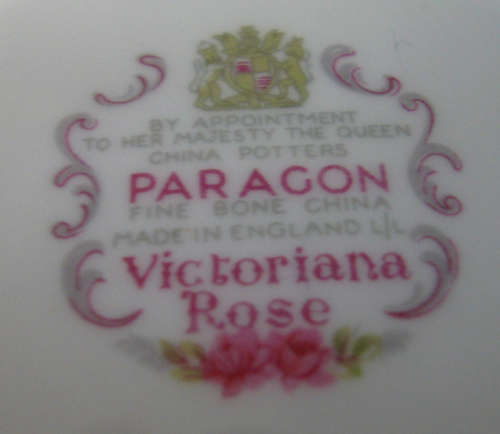 BY APPOINTMENT
TO HER MAJESTY THE QUEEN
CHINA POTTERS
PARAGON
FINE BONE CHINA
MADE IN ENGLAND L/L
Victoriana
Rose